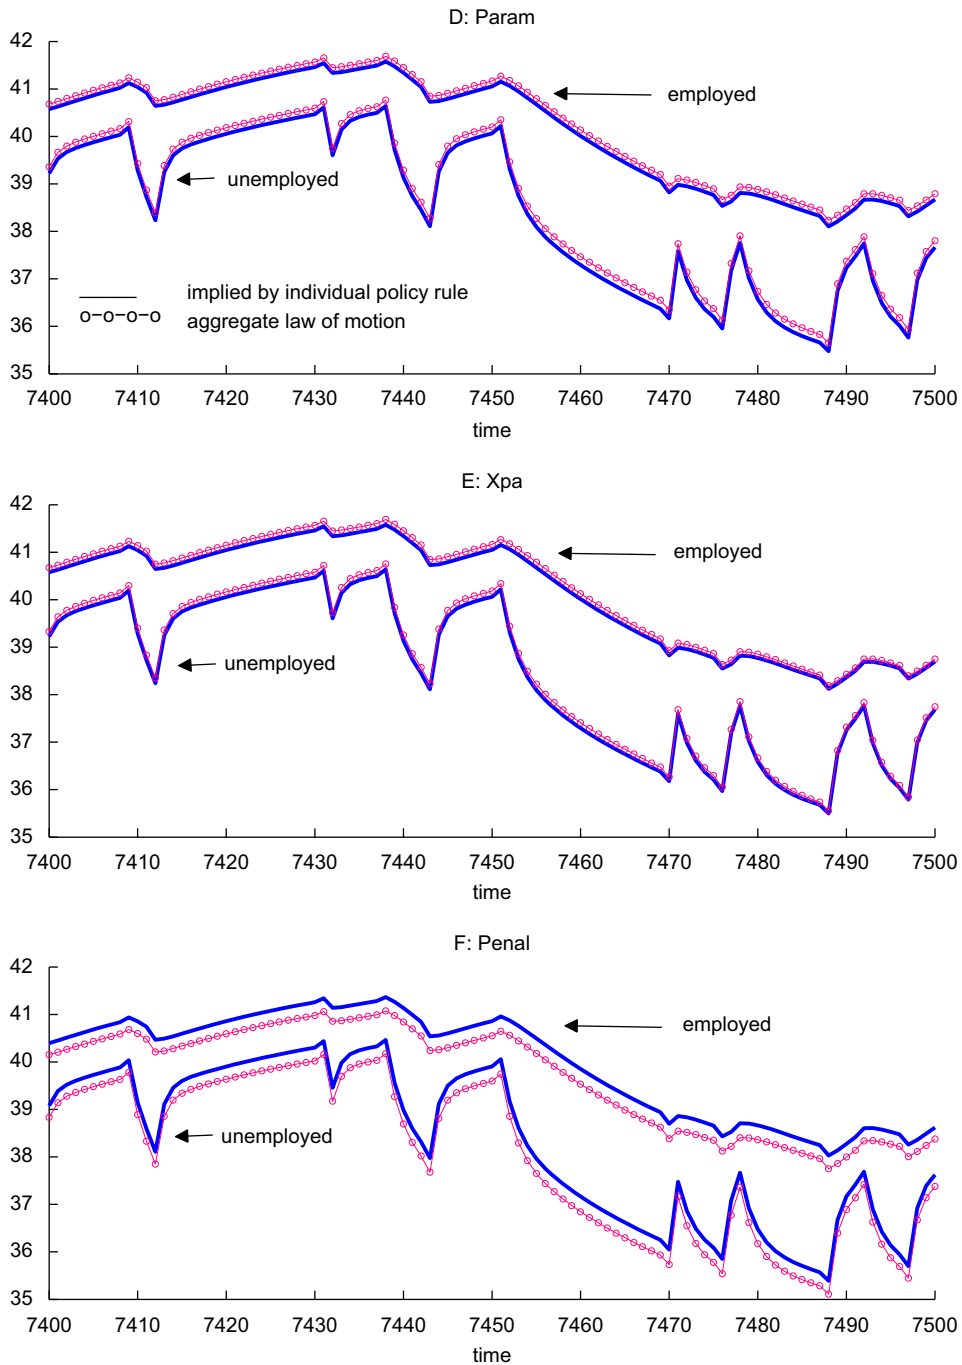 D: Param
42
41
40
39
38
37
36
35
employed
unemployed
implied by individual policy rule
o-o-o-o aggregate law of motion
7400 7410 7420 7430 7440 7450 7460 7470 7480 7490 7500
time
E: Xpa
42
41
40
39
38
37
36
35
employed
unemployed
7400 7410 7420 7430 7440 7450 7460 7470 7480 7490 7500
time
F: Penal
42
41
40
39
38
37
36
35
employed
unemployed
7400 7410 7420 7430 7440 7450 7460 7470 7480 7490 7500
time